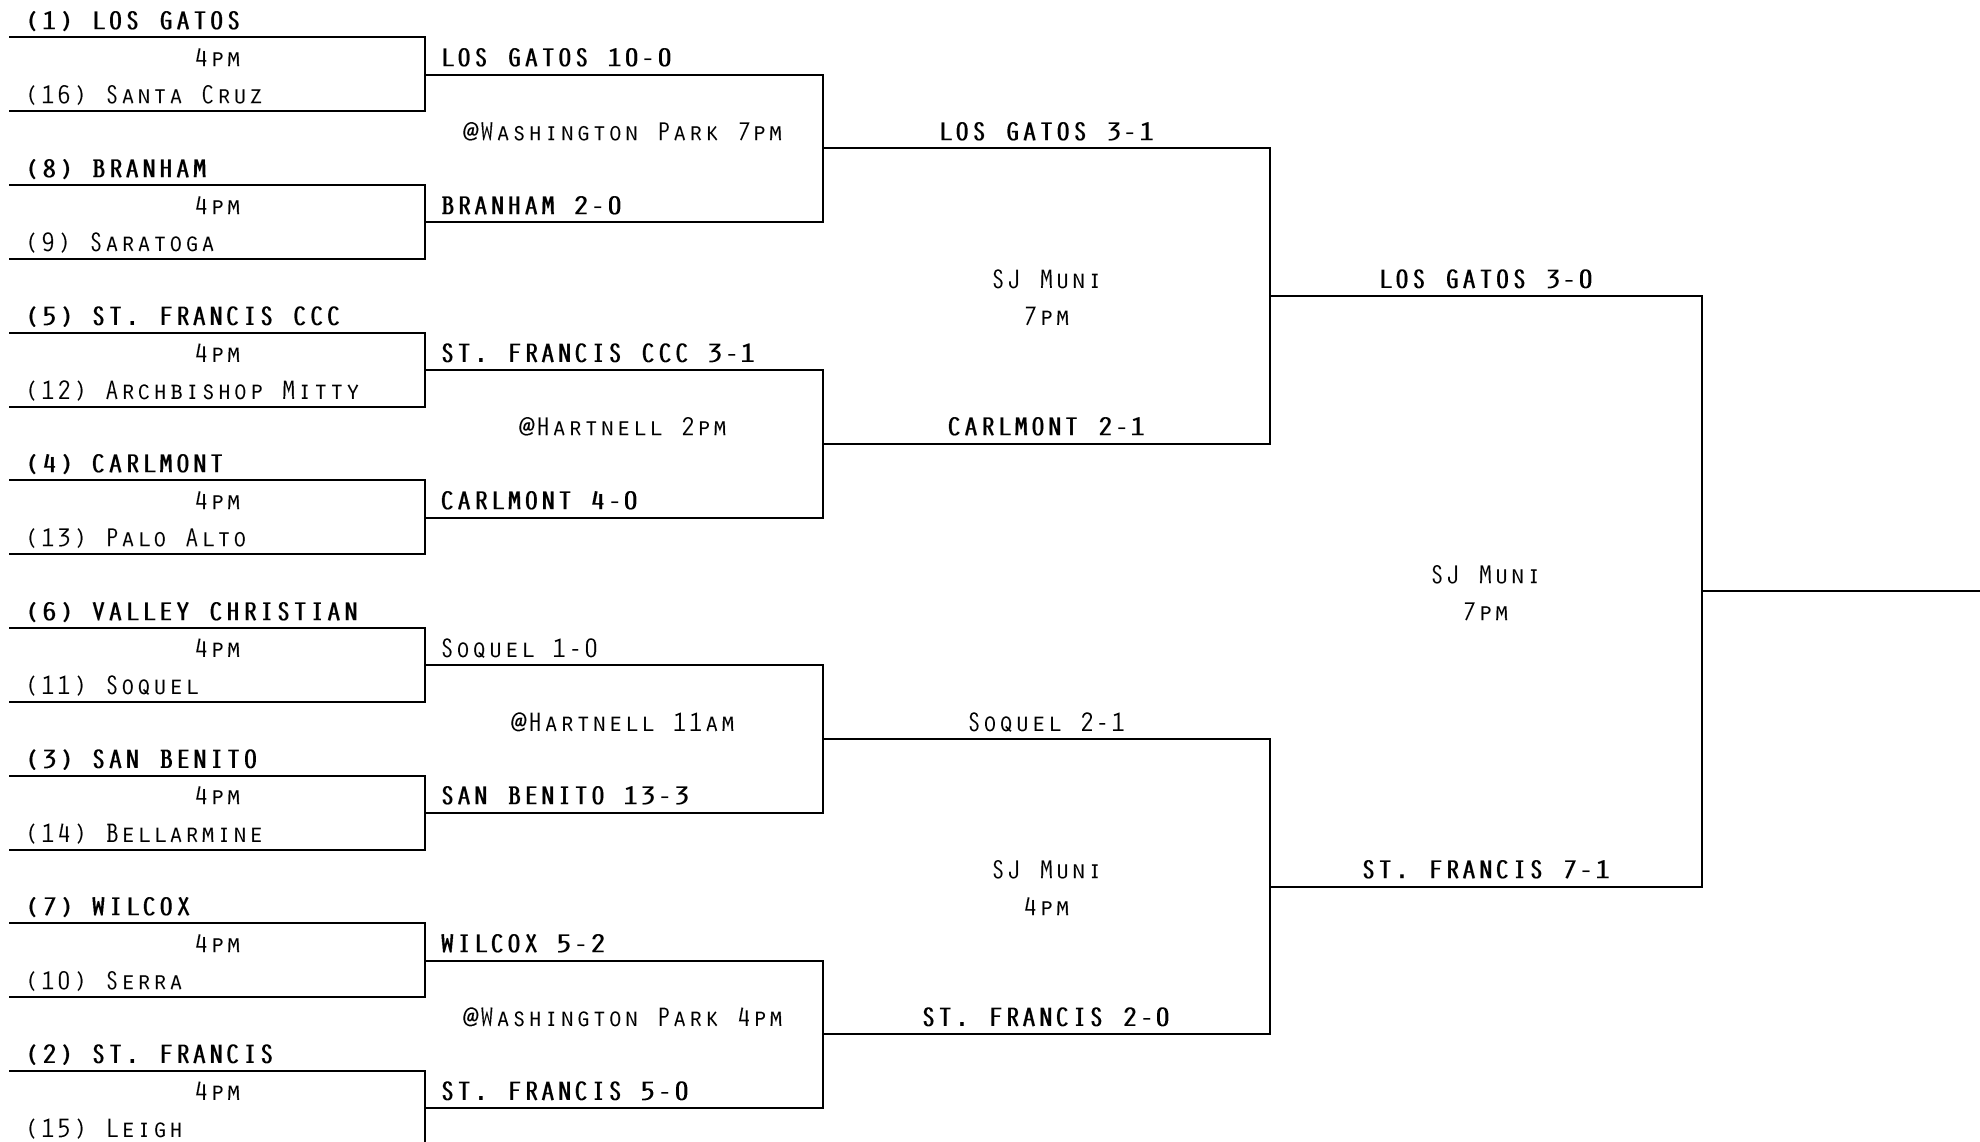 (1) LOS GATOS
4PM
(16) SANTA CRUZ
(8) BRANHAM
4PM
(9) SARATOGA
(5) ST. FRANCIS CCC
4PM
(12) ARCHBISHOP MITTY
(4) CARLMONT
4PM
(13) PALO ALTO
(6) VALLEY CHRISTIAN
4PM
(11) SOQUEL
(3) SAN BENITO
4PM
(14) BELLARMINE
(7) WILCOX
4PM
(10) SERRA
(2) ST. FRANCIS
4PM
(15) LEIGH
LOS GATOS 10-0
@WASHINGTON PARK 7PM
BRANHAM 2-0
ST. FRANCIS CCC 3-1
@HARTNELL 2PM
CARLMONT 4-0
SOQUEL 1-0
@HARTNELL 11AM
SAN BENITO 13-3
WILCOX 5-2
@WASHINGTON PARK 4PM
ST. FRANCIS 5-0
LOS GATOS 3-1
SJ MUNI
7PM
CARLMONT 2-1
SOQUEL 2-1
SJ MUNI
4PM
ST. FRANCIS 2-0
LOS GATOS 3-0
SJ MUNI
7PM
ST. FRANCIS 7-1